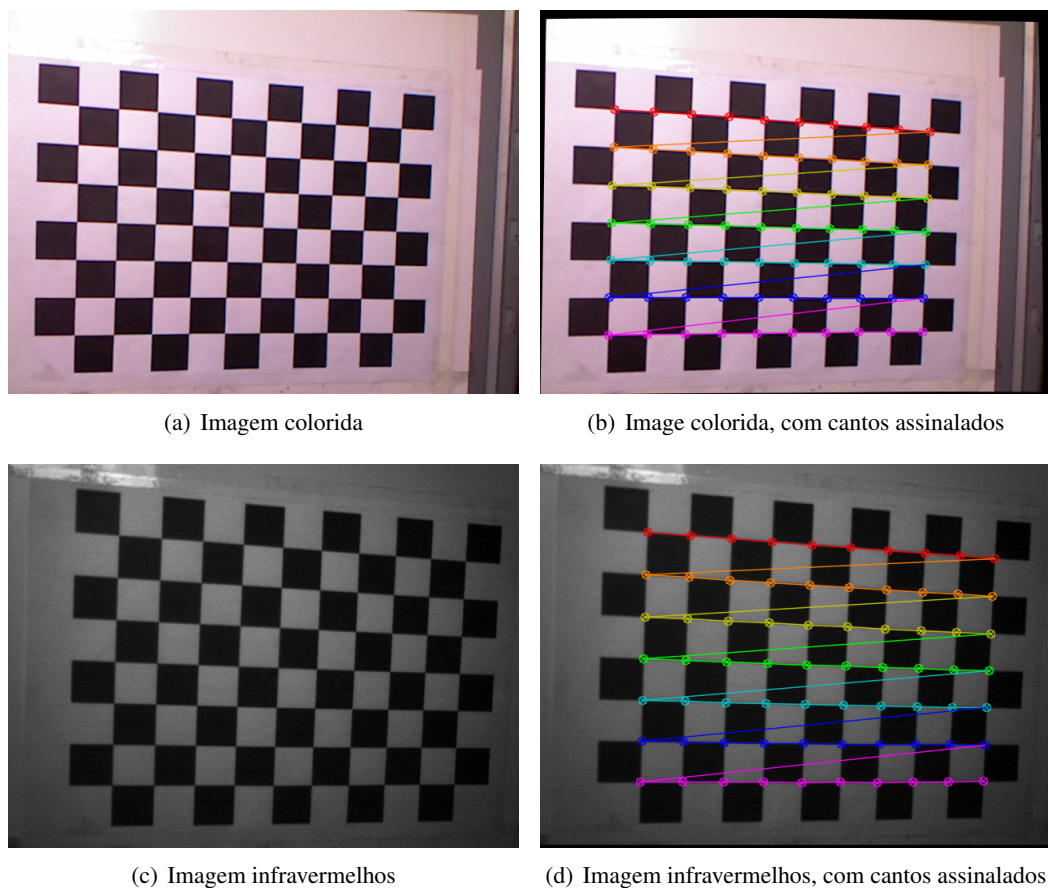 (a) Imagem colorida
(b) Image colorida, com cantos assinalados
(c) Imagem infravermelhos
(d) Imagem infravermelhos, com cantos assinalados